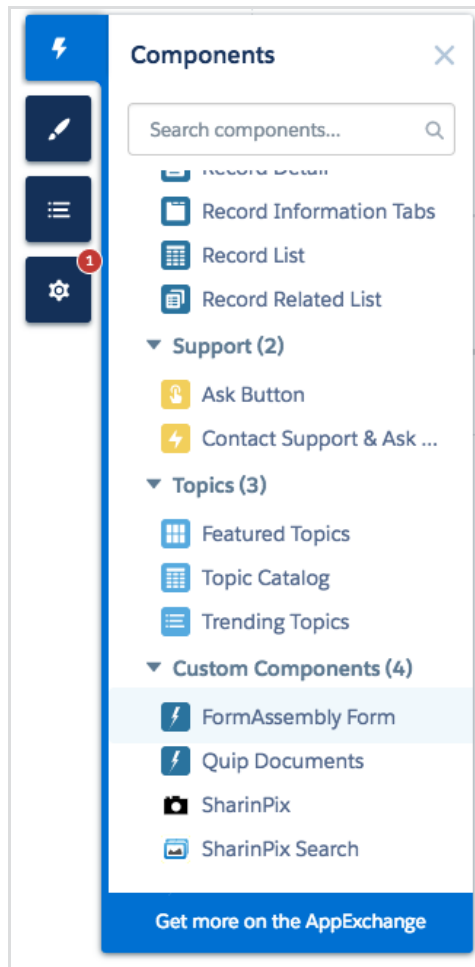 Components
Search components...
Record Detail
Record Information Tabs
1
Record List
Record Related List
Support (2)
Ask Button
Contact Support & Ask ...
Topics (3)
Featured Topics
Topic Catalog
Trending Topics
Custom Components (4)
FormAssembly Form
Quip Documents
SharinPix
SharinPix Search
Get more on the AppExchange